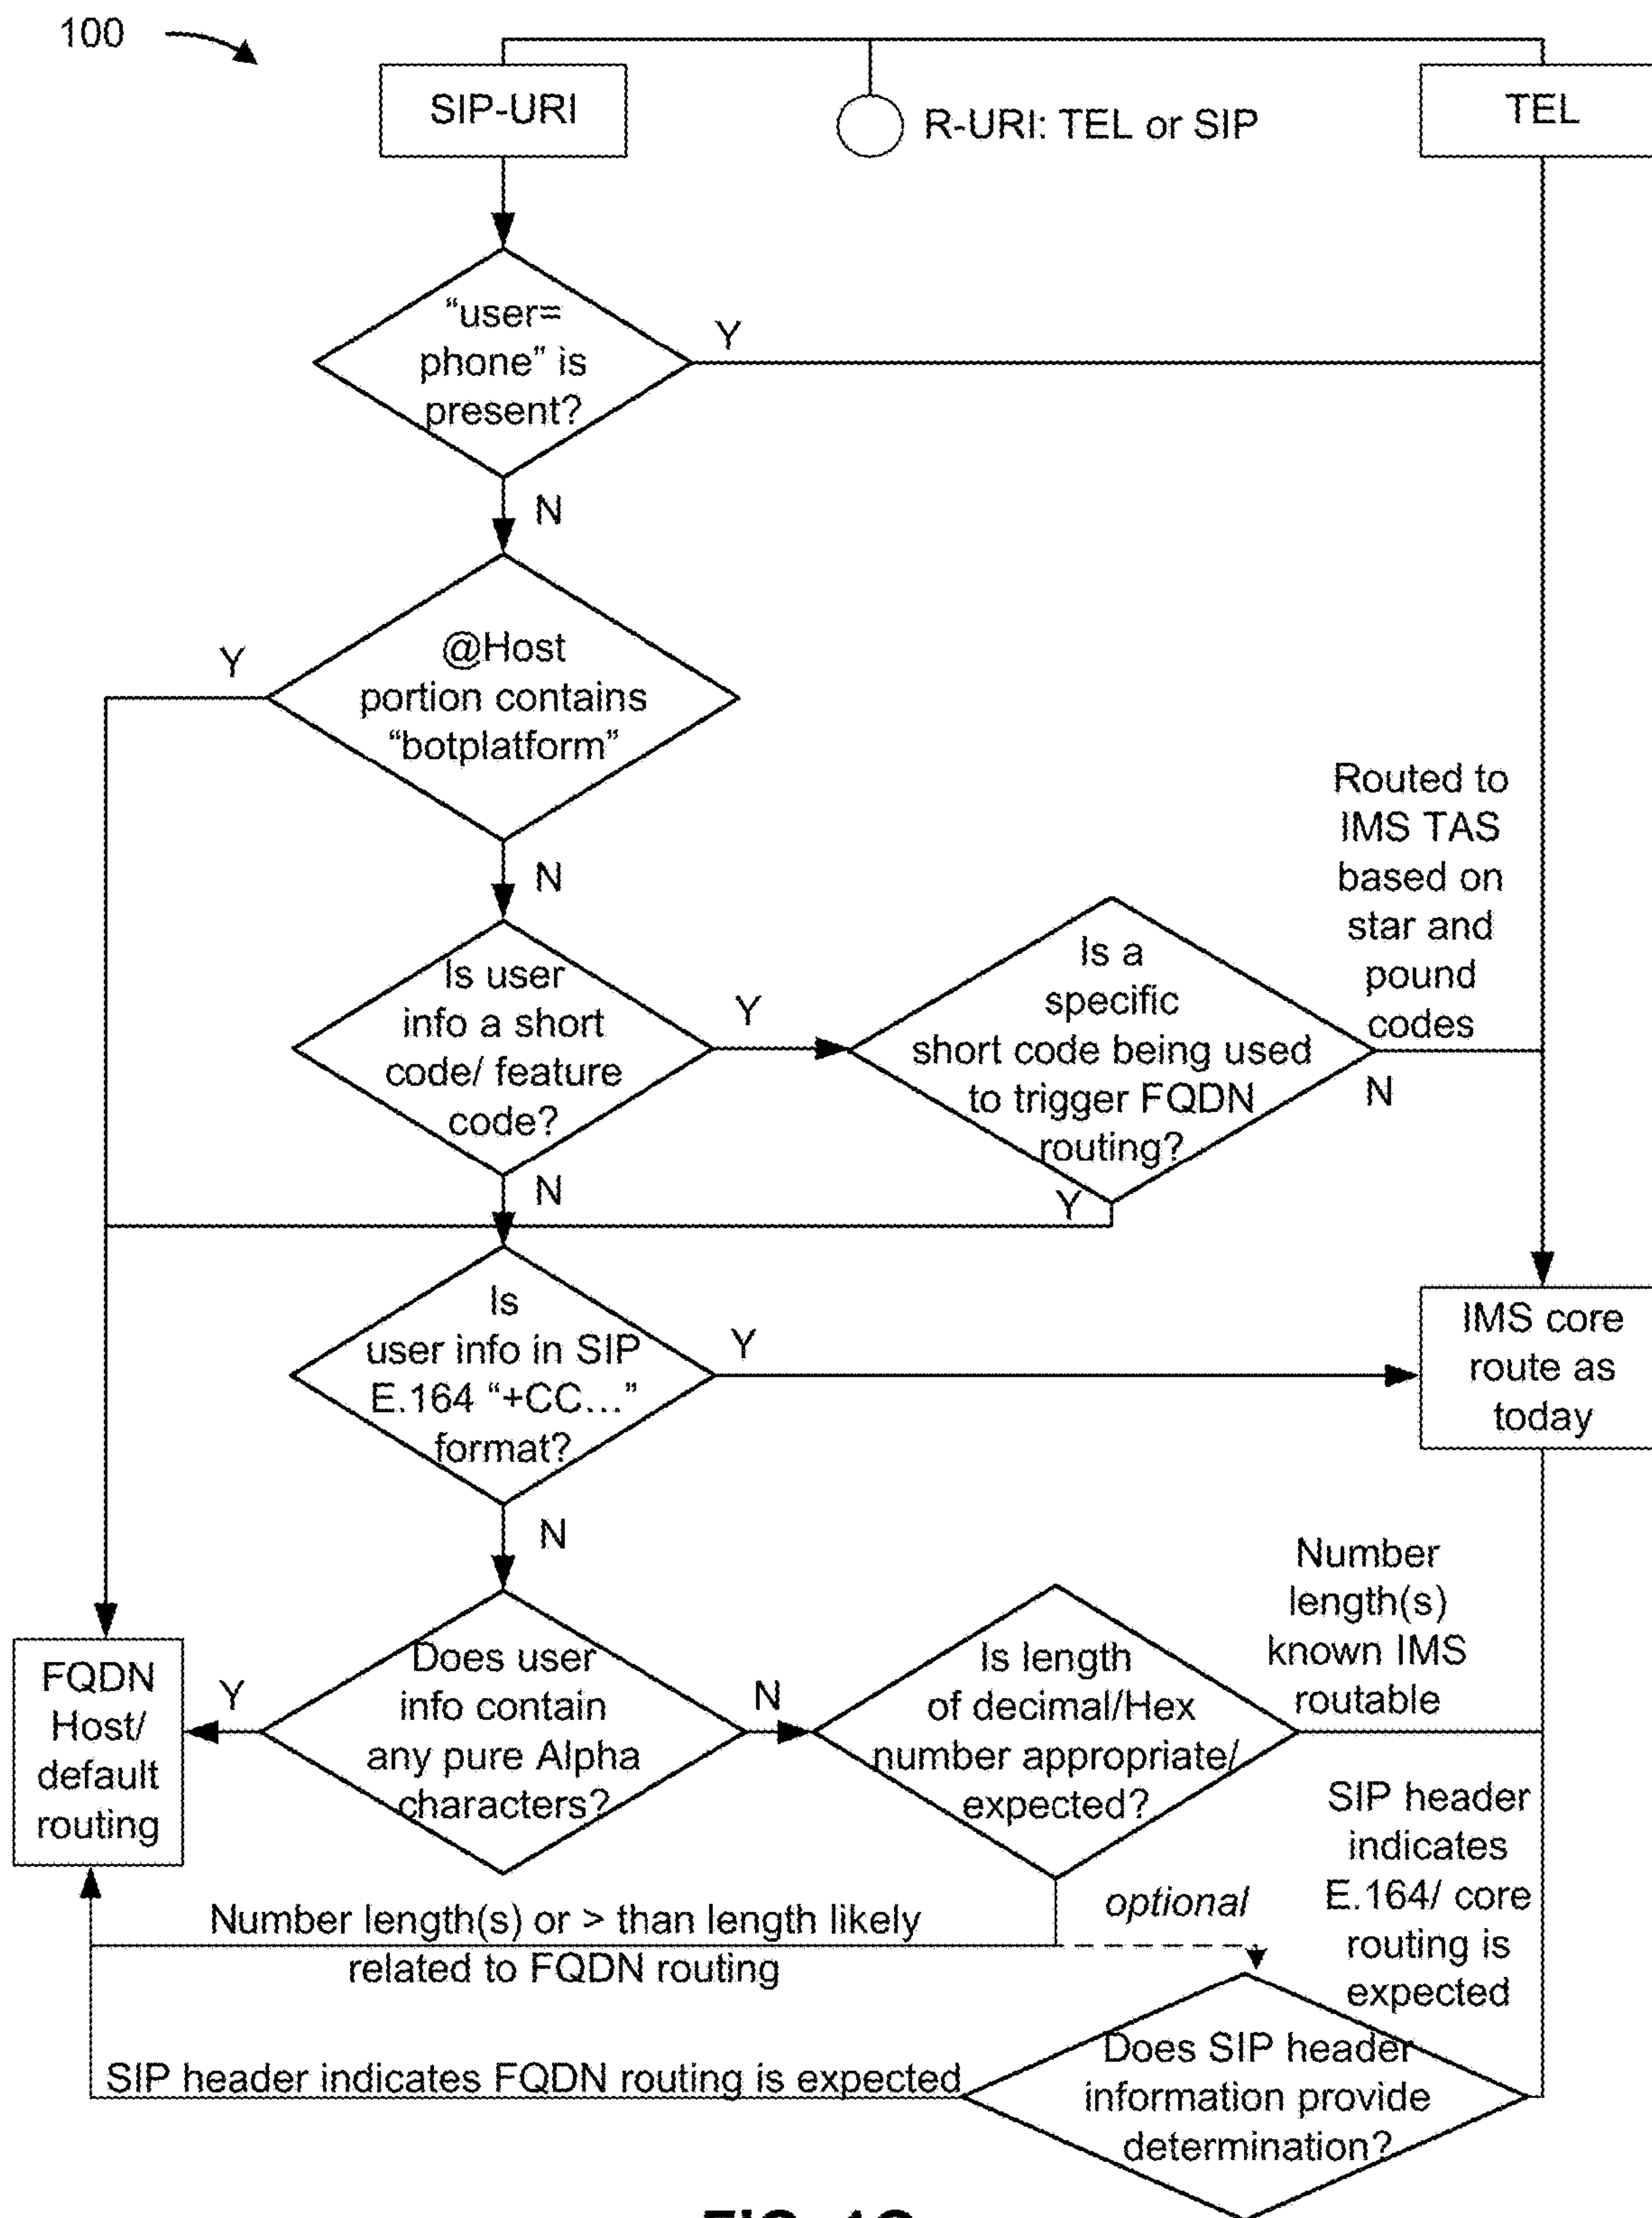 100
SIP-URI
R-URI: TEL or SIP
TEL
“user=
phone” is
present?
Y
N
@Host
portion contains
“botplatform”
Y
N
Is user
info a short
code/ feature
code?
Y
N
Is a
specific
short code being used
to trigger FQDN
routing?
Y
N
Routed to
IMS TAS
based on
star and
pound
codes
Is
user info in SIP
E.164 “+CC...”
format?
Y
N
IMS core
route as
today
Does user
info contain
any pure Alpha
characters?
Y
N
FQDN
Host/
default
routing
Is length
of decimal/Hex
number appropriate/
expected?
Number
length(s)
known IMS
routable
Number length(s) or > than length likely
related to FQDN routing
optional
SIP header
indicates
E.164/ core
routing is
expected
SIP header indicates FQDN routing is expected
Does SIP header
information provide
determination?